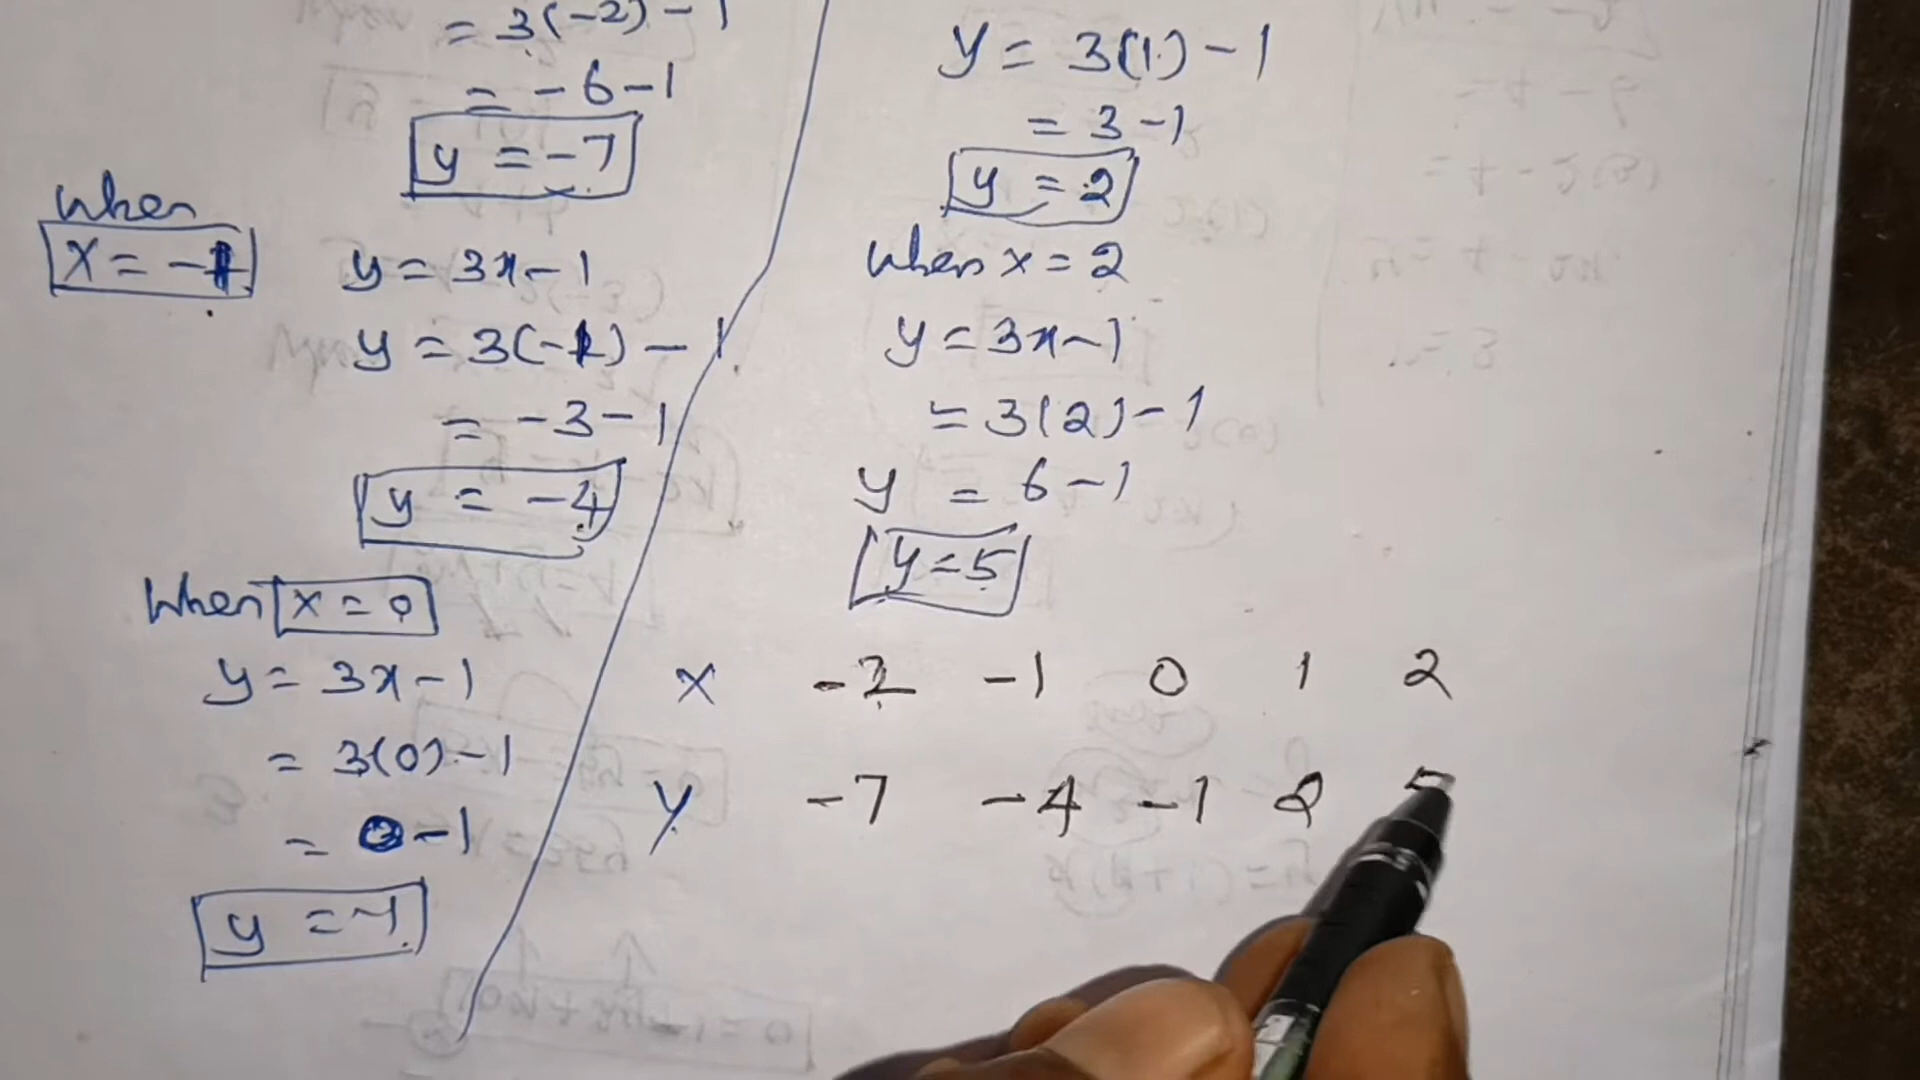 = 3(-2) - 1
= - 6 - 1
y = - 7
when
x = -1
y = 3x - 1
y = 3(-1) - 1
= - 3 - 1
y = - 4
When x = 0
y = 3x - 1
= 3(0) - 1
= 0 - 1
y = -1
y = 3(1) - 1
= 3 - 1
y = 2
when x = 2
y = 3x - 1
= 3(2) - 1
y = 6 - 1
y = 5
x -2 -1 0 1 2
y -7 -4 -1 2 5